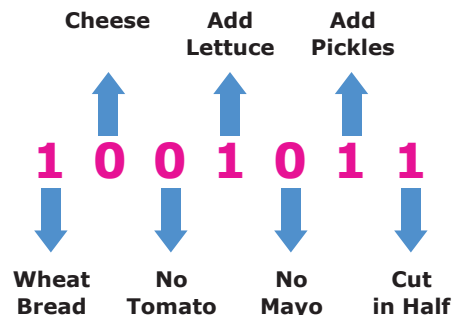 Cheese
Add
Lettuce
Add
Pickles
1 0 0 1 0 1 1
Wheat
Bread
No
Tomato
No
Mayo
Cut
in Half